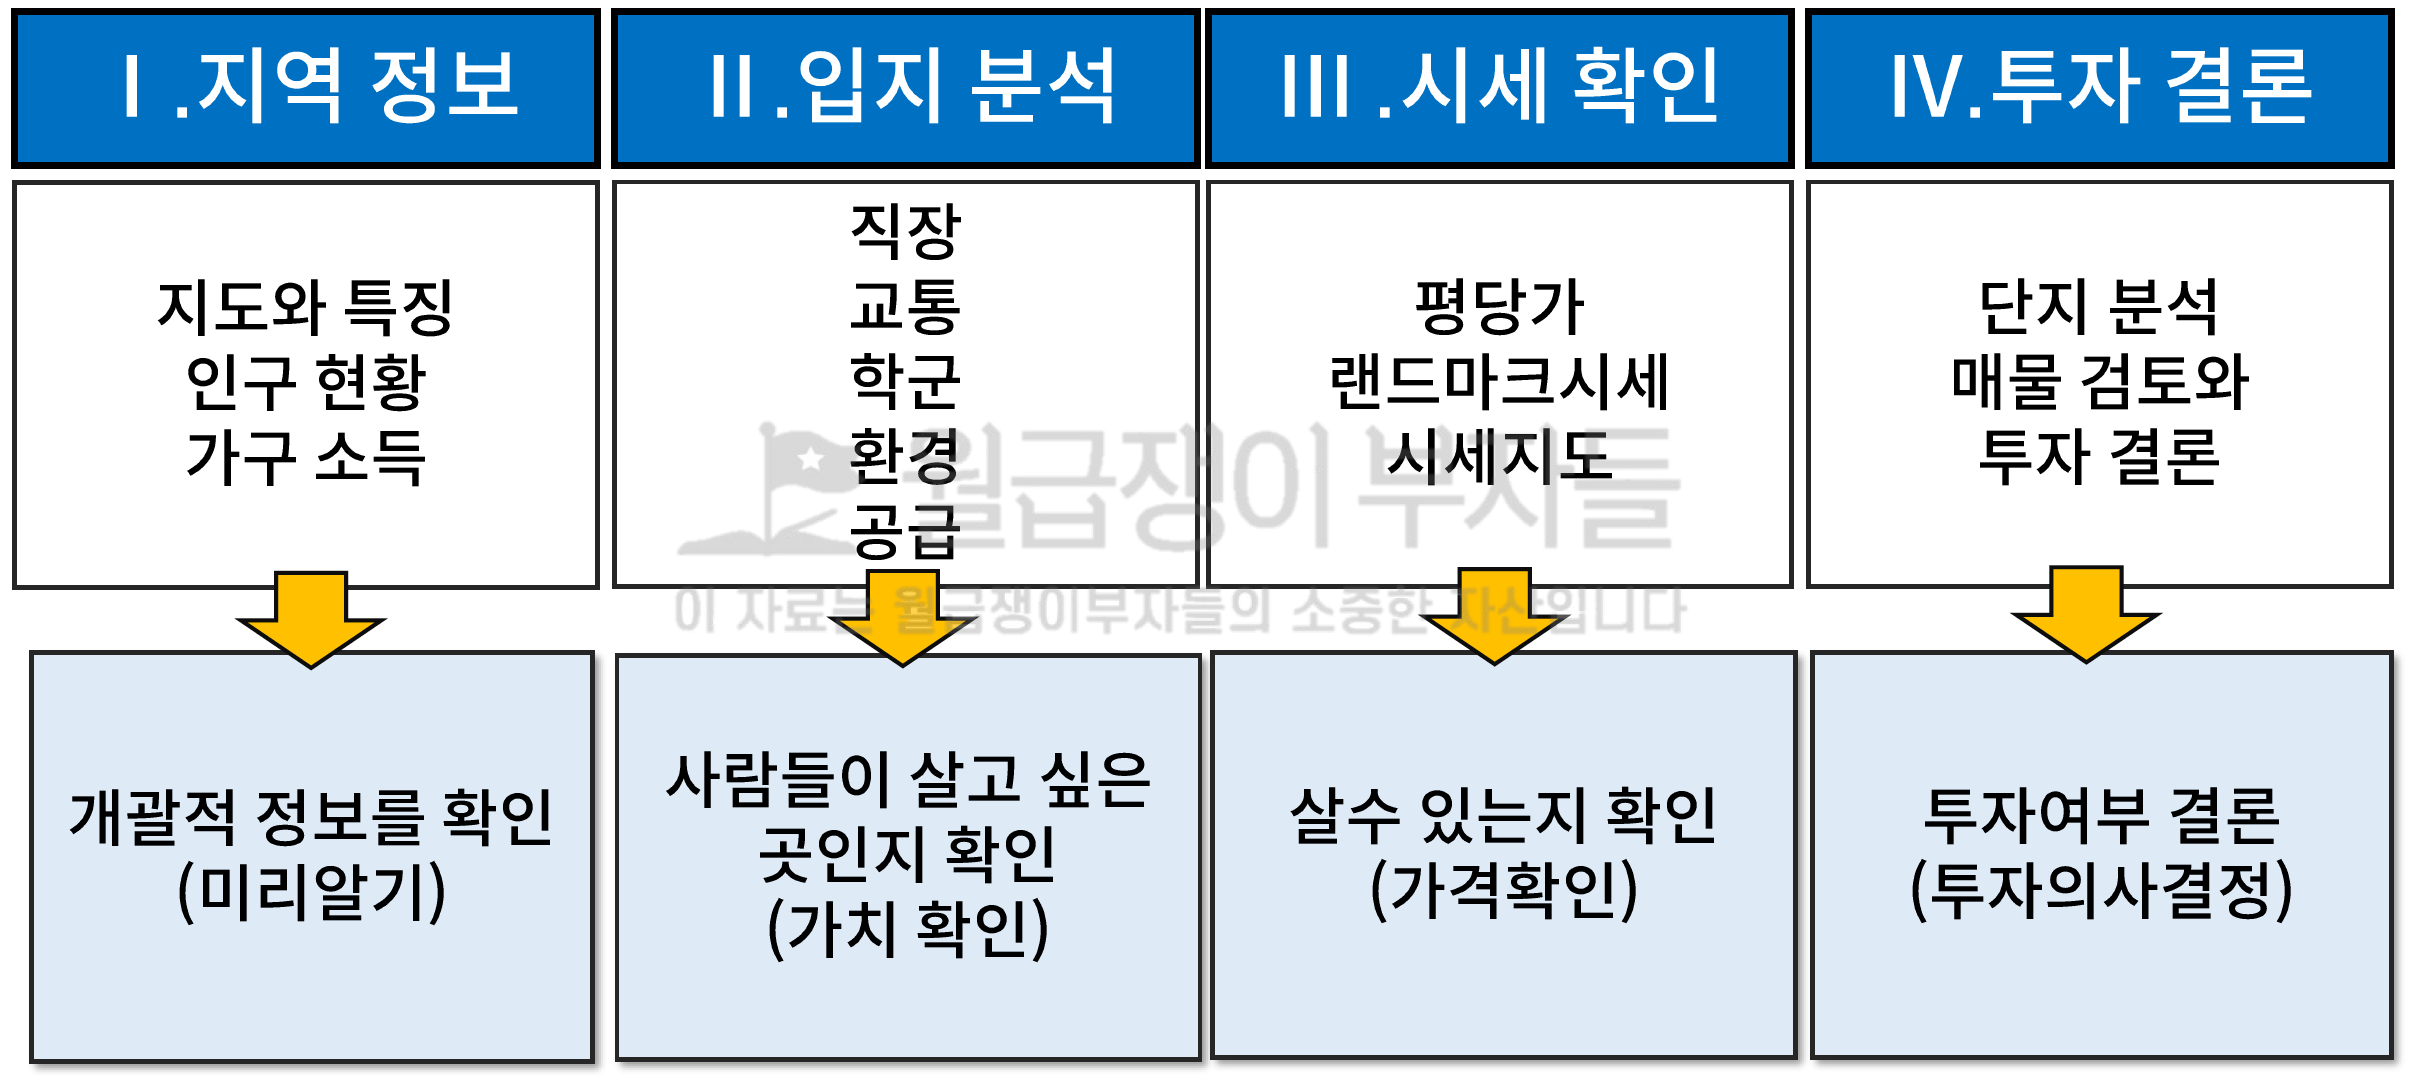 Ⅰ.지역 정보
지도와 특징
인구 현황
가구 소득
개괄적 정보를 확인
(미리알기)
Ⅱ.입지 분석
직장
교통
학군
환경
공급
사람들이 살고 싶은
곳인지 확인
(가치 확인)
Ⅲ.시세 확인
평당가
랜드마크시세
시세지도
살수 있는지 확인
(가격확인)
Ⅳ.투자 결론
단지 분석
매물 검토와
투자 결론
투자여부 결론
(투자의사결정)
월급쟁이 부자들
이 자료는 월급쟁이부자들의 소중한 자산입니다